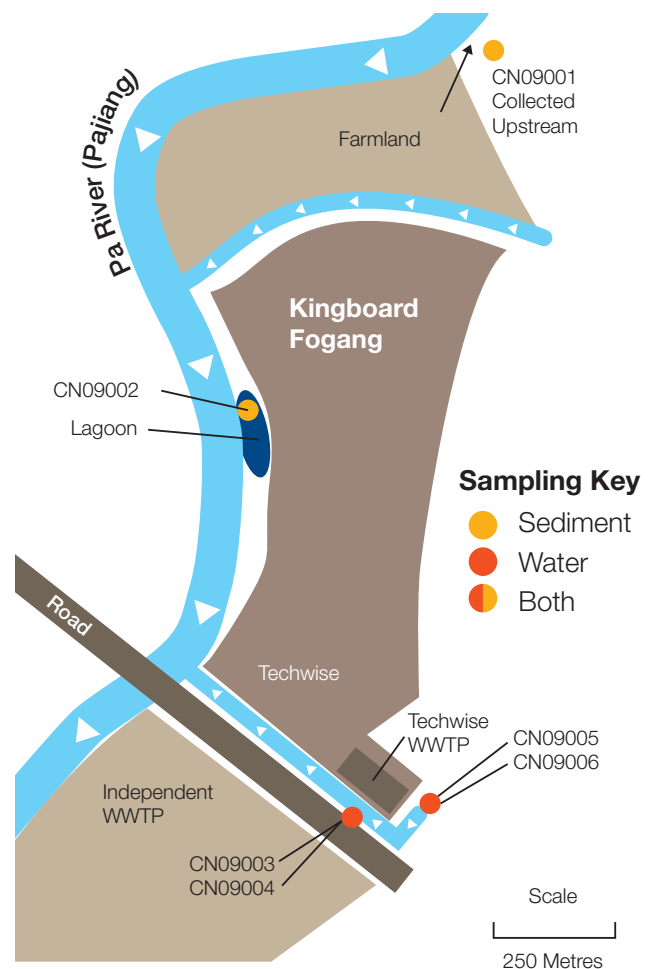 CN09001
Collected
Upstream
Farmland
Pa River (Pajiang)
Kingboard
Fogang
CN09002
Lagoon
Sampling Key
Sediment
Water
Both
Road
Techwise
Techwise
WWTP
CN09005
CN09006
Independent
WWTP
CN09003
CN09004
Scale
250 Metres